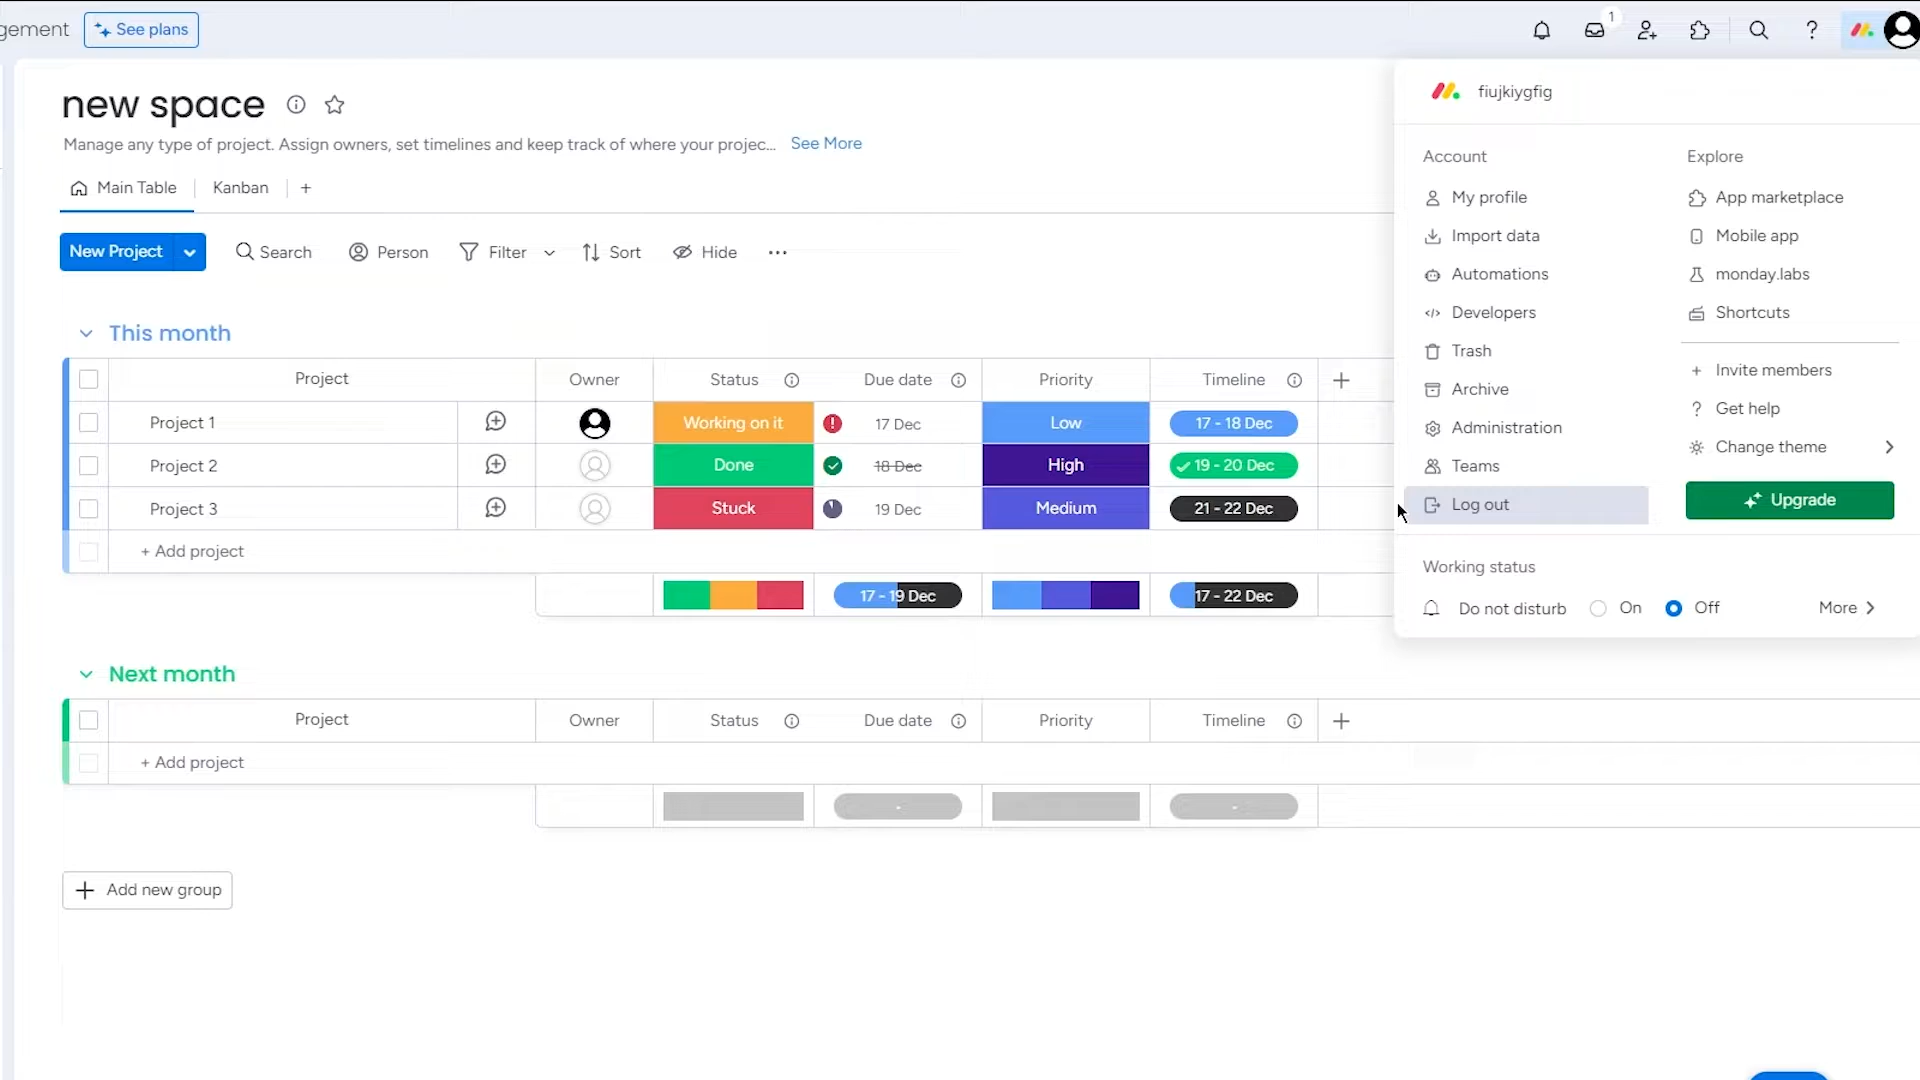 gement See plans 1
new space
Manage any type of project. Assign owners, set timelines and keep track of where your projec... See More
Main Table Kanban +
New Project Search Person Filter Sort Hide ...
This month
Project Owner Status Due date Priority Timeline +
Project 1 Working on it 17 Dec Low 17 - 18 Dec
Project 2 Done 18 Dec High 19 - 20 Dec
Project 3 Stuck 19 Dec Medium 21 - 22 Dec
+ Add project
17 - 19 Dec 17 - 22 Dec
Next month
Project Owner Status Due date Priority Timeline +
+ Add project
- -
+ Add new group
fiujkiygfig
Account
My profile
Import data
Automations
Developers
Trash
Archive
Administration
Teams
Log out
Explore
App marketplace
Mobile app
monday.labs
Shortcuts
+ Invite members
? Get help
Change theme
Upgrade
Working status
Do not disturb On Off More